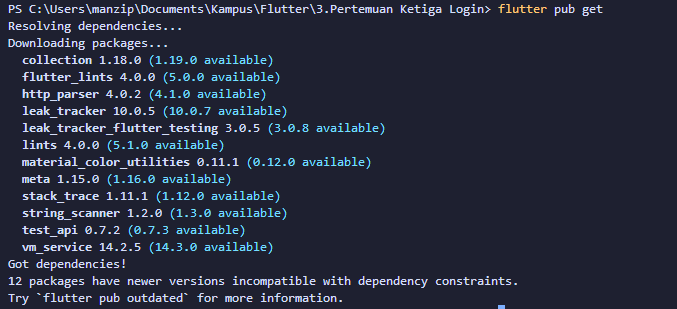 PS C:\Users\manzip\Documents\Kampus\Flutter\3.Pertemuan Ketiga Login> flutter pub get
Resolving dependencies...
Downloading packages...
  collection 1.18.0 (1.19.0 available)
  flutter_lints 4.0.0 (5.0.0 available)
  http_parser 4.0.2 (4.1.0 available)
  leak_tracker 10.0.5 (10.0.7 available)
  leak_tracker_flutter_testing 3.0.5 (3.0.8 available)
  lints 4.0.0 (5.1.0 available)
  material_color_utilities 0.11.1 (0.12.0 available)
  meta 1.15.0 (1.16.0 available)
  stack_trace 1.11.1 (1.12.0 available)
  string_scanner 1.2.0 (1.3.0 available)
  test_api 0.7.2 (0.7.3 available)
  vm_service 14.2.5 (14.3.0 available)
Got dependencies!
12 packages have newer versions incompatible with dependency constraints.
Try `flutter pub outdated` for more information.